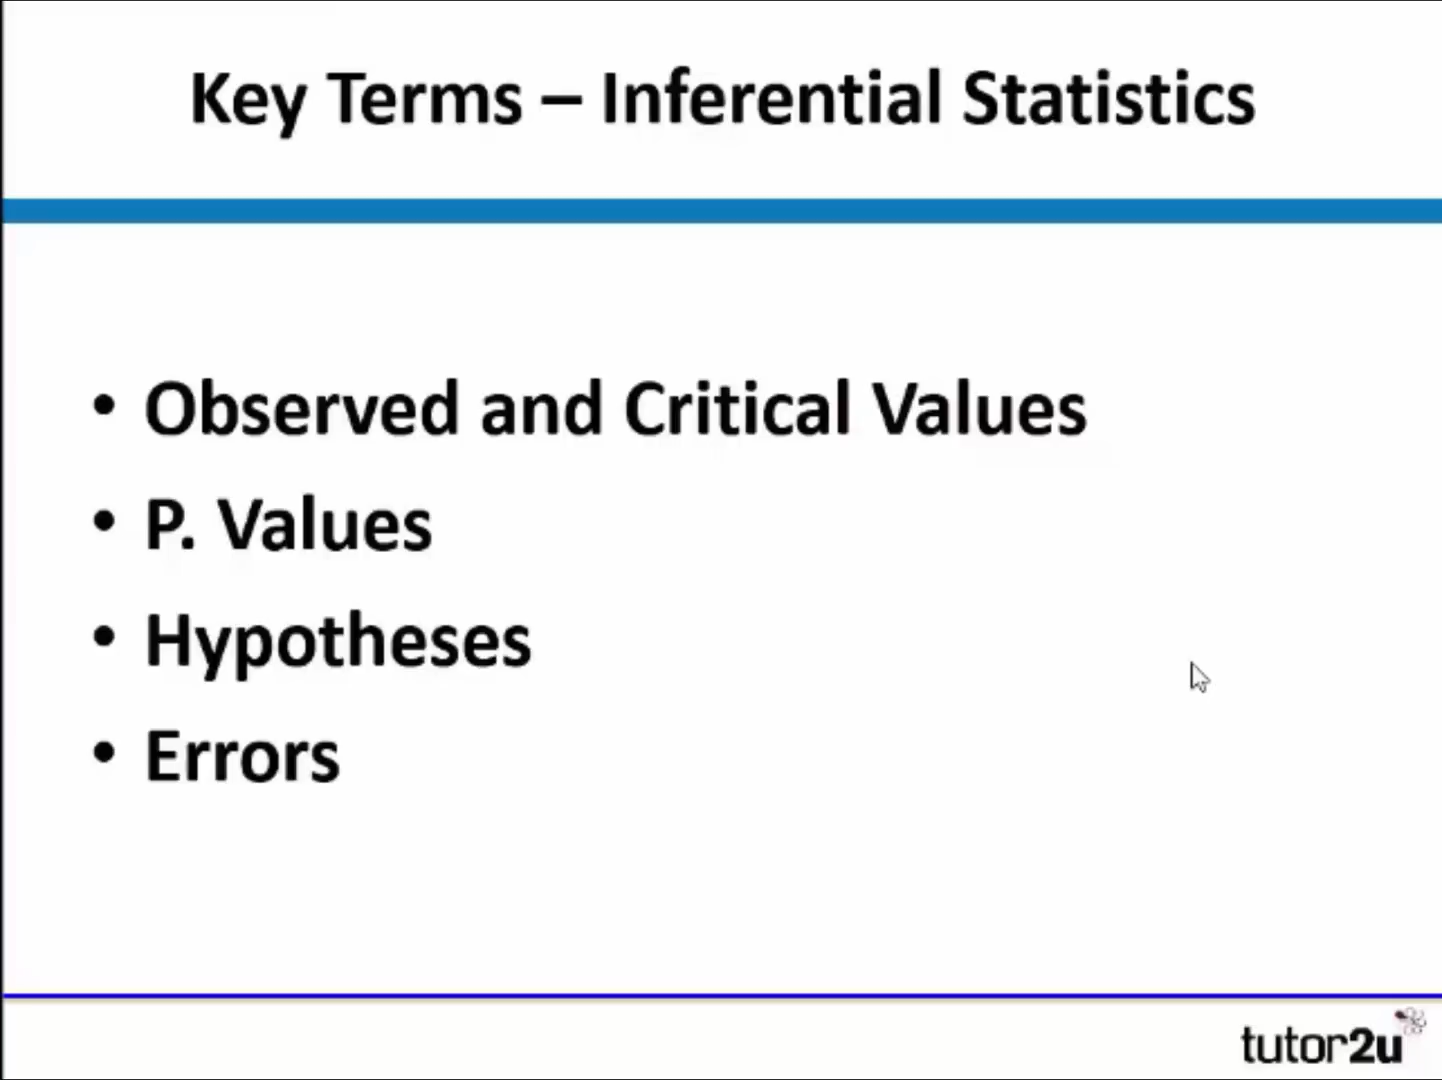 Key Terms – Inferential Statistics
• Observed and Critical Values
• P. Values
• Hypotheses
• Errors
tutor2u